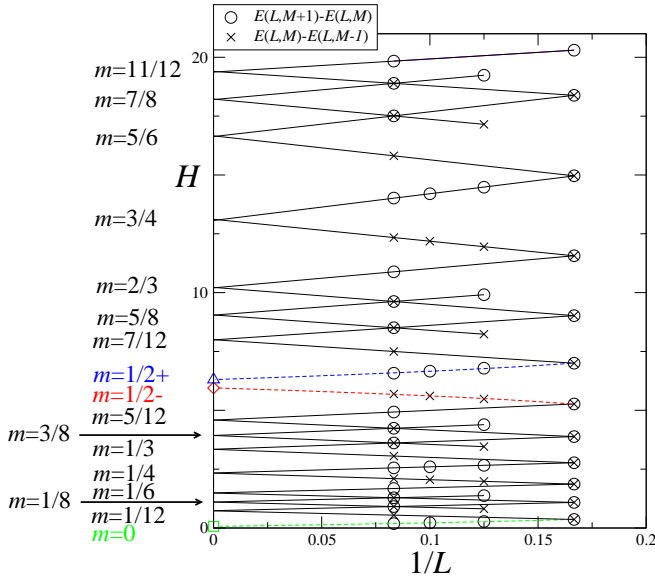 E(L,M+1)-E(L,M)
E(L,M)-E(L,M-1)
20
m=11/12
m=7/8
m=5/6
H
m=3/4
m=2/3
10
m=5/8
m=7/12
m=1/2+
m=1/2-
m=5/12
m=3/8
m=1/3
m=1/4
m=1/6
m=1/8
m=1/12
m=0
0
0 0.05 0.1 0.15 0.2
1/L